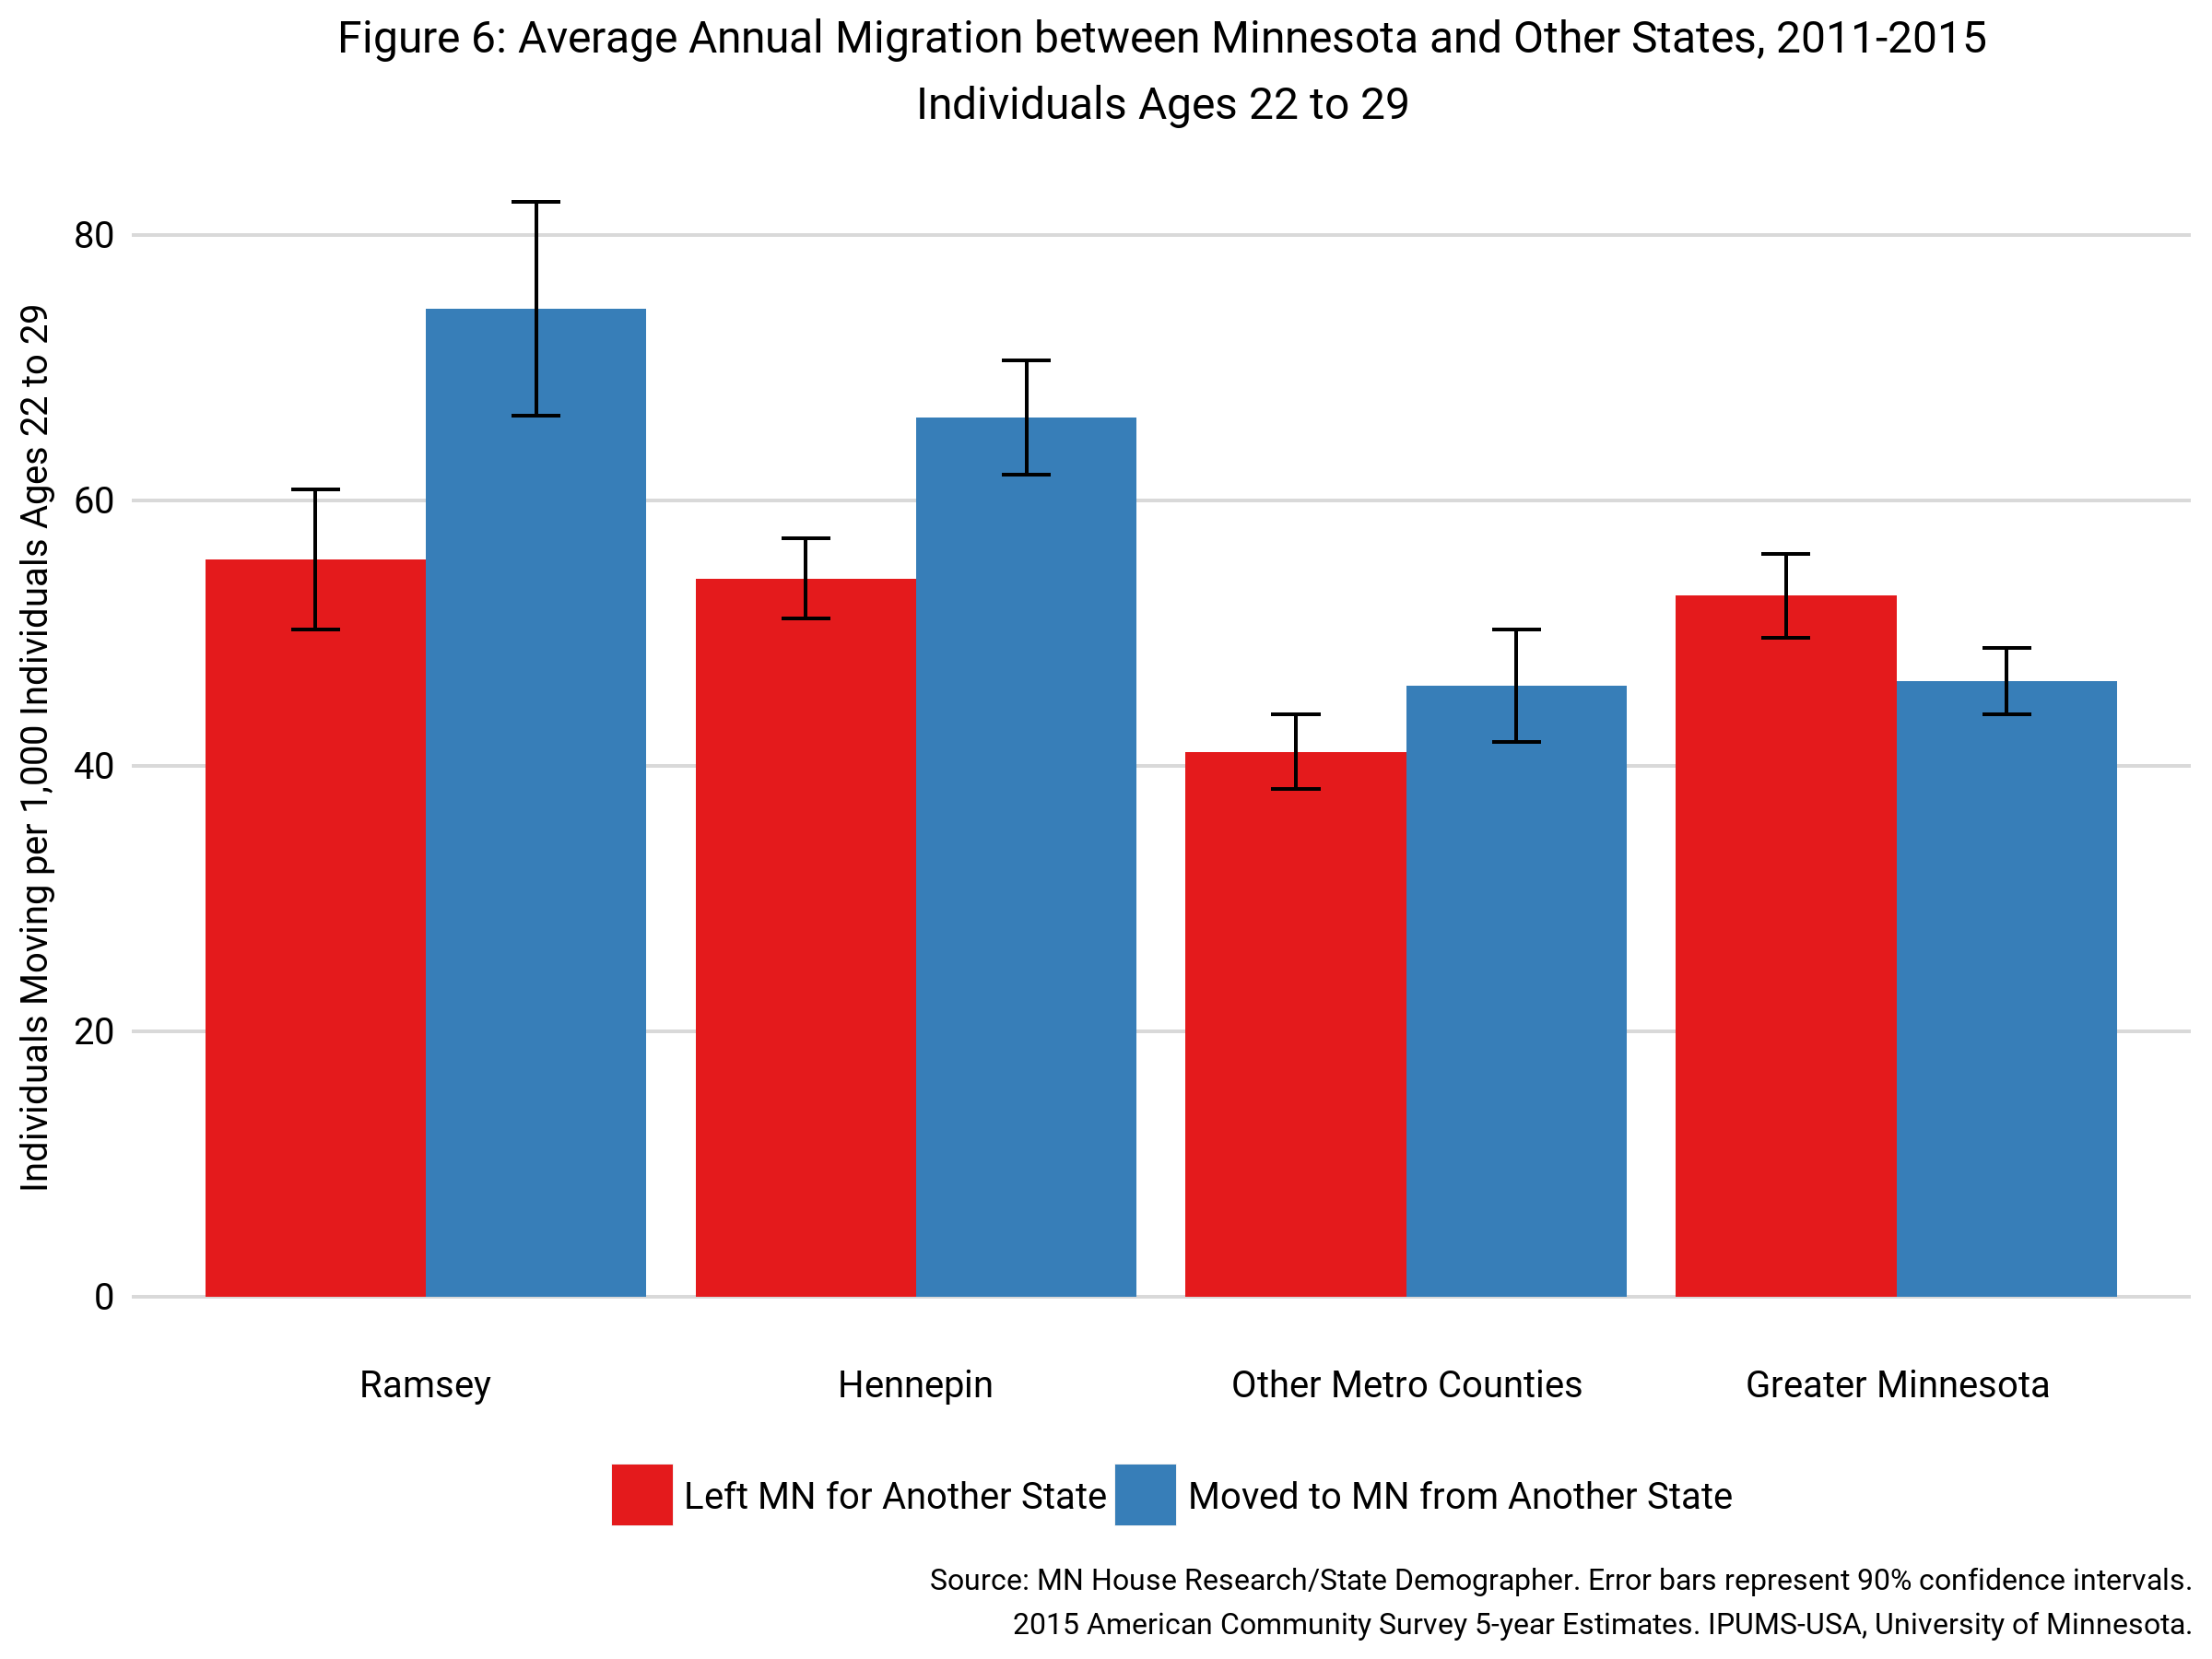 Figure 6: Average Annual Migration between Minnesota and Other States, 2011-2015
Individuals Ages 22 to 29
Individuals Moving per 1,000 Individuals Ages 22 to 29
80
60
40
20
0
Ramsey
Hennepin
Other Metro Counties
Greater Minnesota
Left MN for Another State
Moved to MN from Another State
Source: MN House Research/State Demographer. Error bars represent 90% confidence intervals.
2015 American Community Survey 5-year Estimates. IPUMS-USA, University of Minnesota.